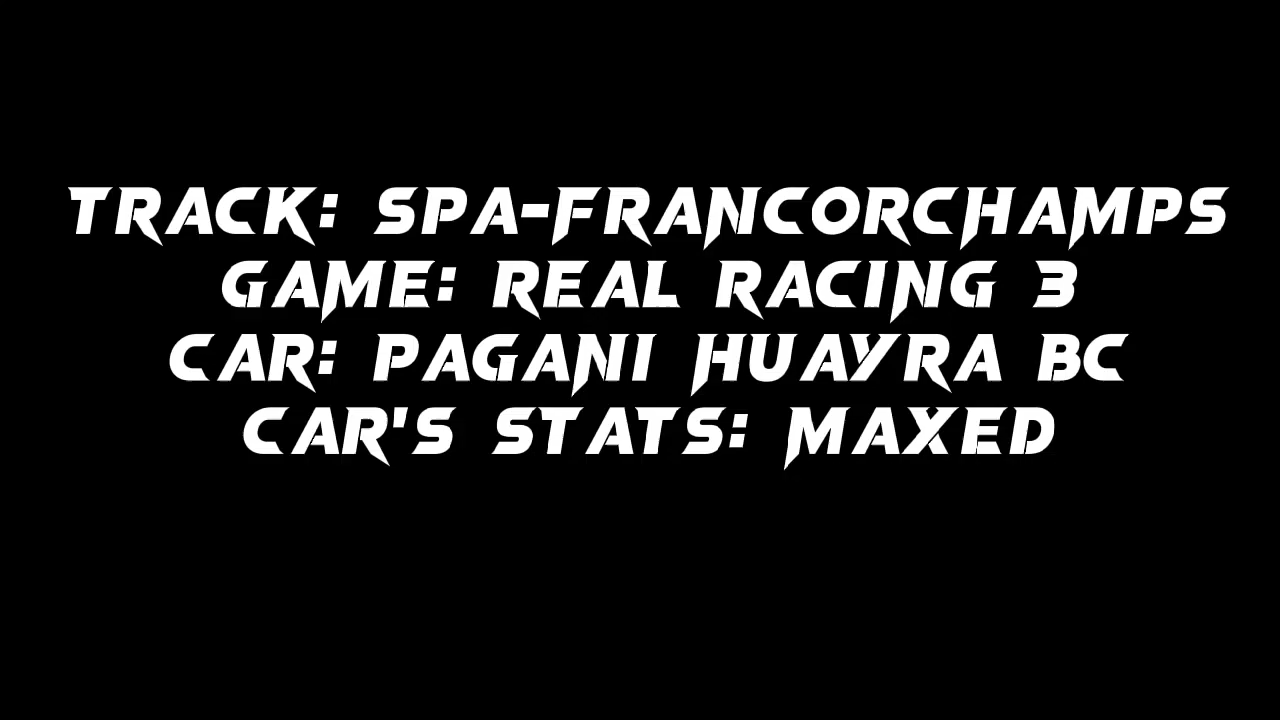 TRACK: SPA-FRANCORCHAMPS
GAME: REAL RACING 3
CAR: PAGANI HUAYRA BC
CAR'S STATS: MAXED